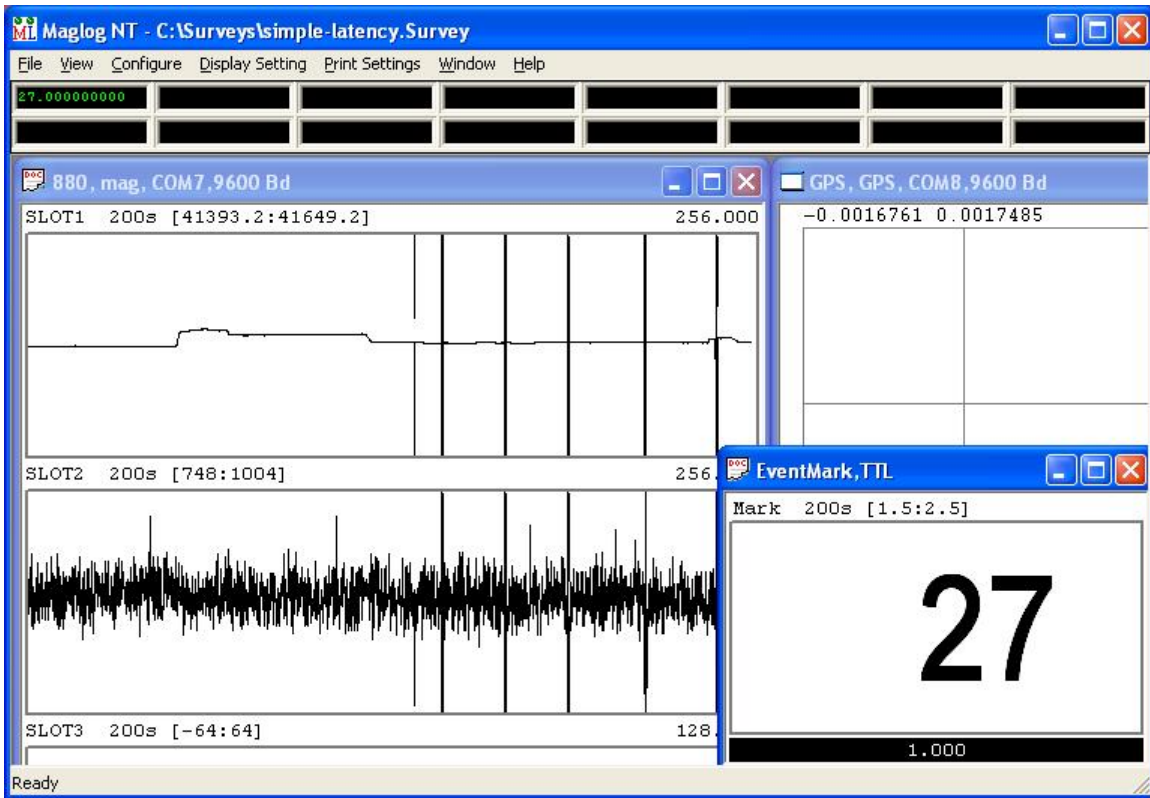 Maglog NT - C:\Surveys\simple-latency.Survey
File View Configure Display Setting Print Settings Window Help
27.000000000
880, mag, COM7,9600 Bd
SLOT1 200s [41393.2:41649.2] 256.000
SLOT2 200s [748:1004] 256.
SLOT3 200s [-64:64] 128.
GPS, GPS, COM8,9600 Bd
-0.0016761 0.0017485
EventMark,TTL
Mark 200s [1.5:2.5]
27
1.000
Ready